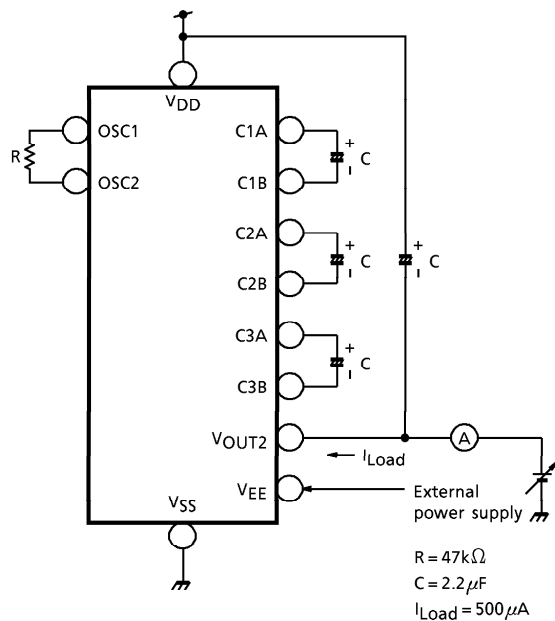 VDD
OSC1
OSC2
R
C1A
C1B
+
C
C2A
C2B
+
C
+
C
C3A
C3B
+
C
VOUT2
A
ILoad
VEE
External
power supply
VSS
R = 47kΩ
C = 2.2μF
ILoad = 500μA